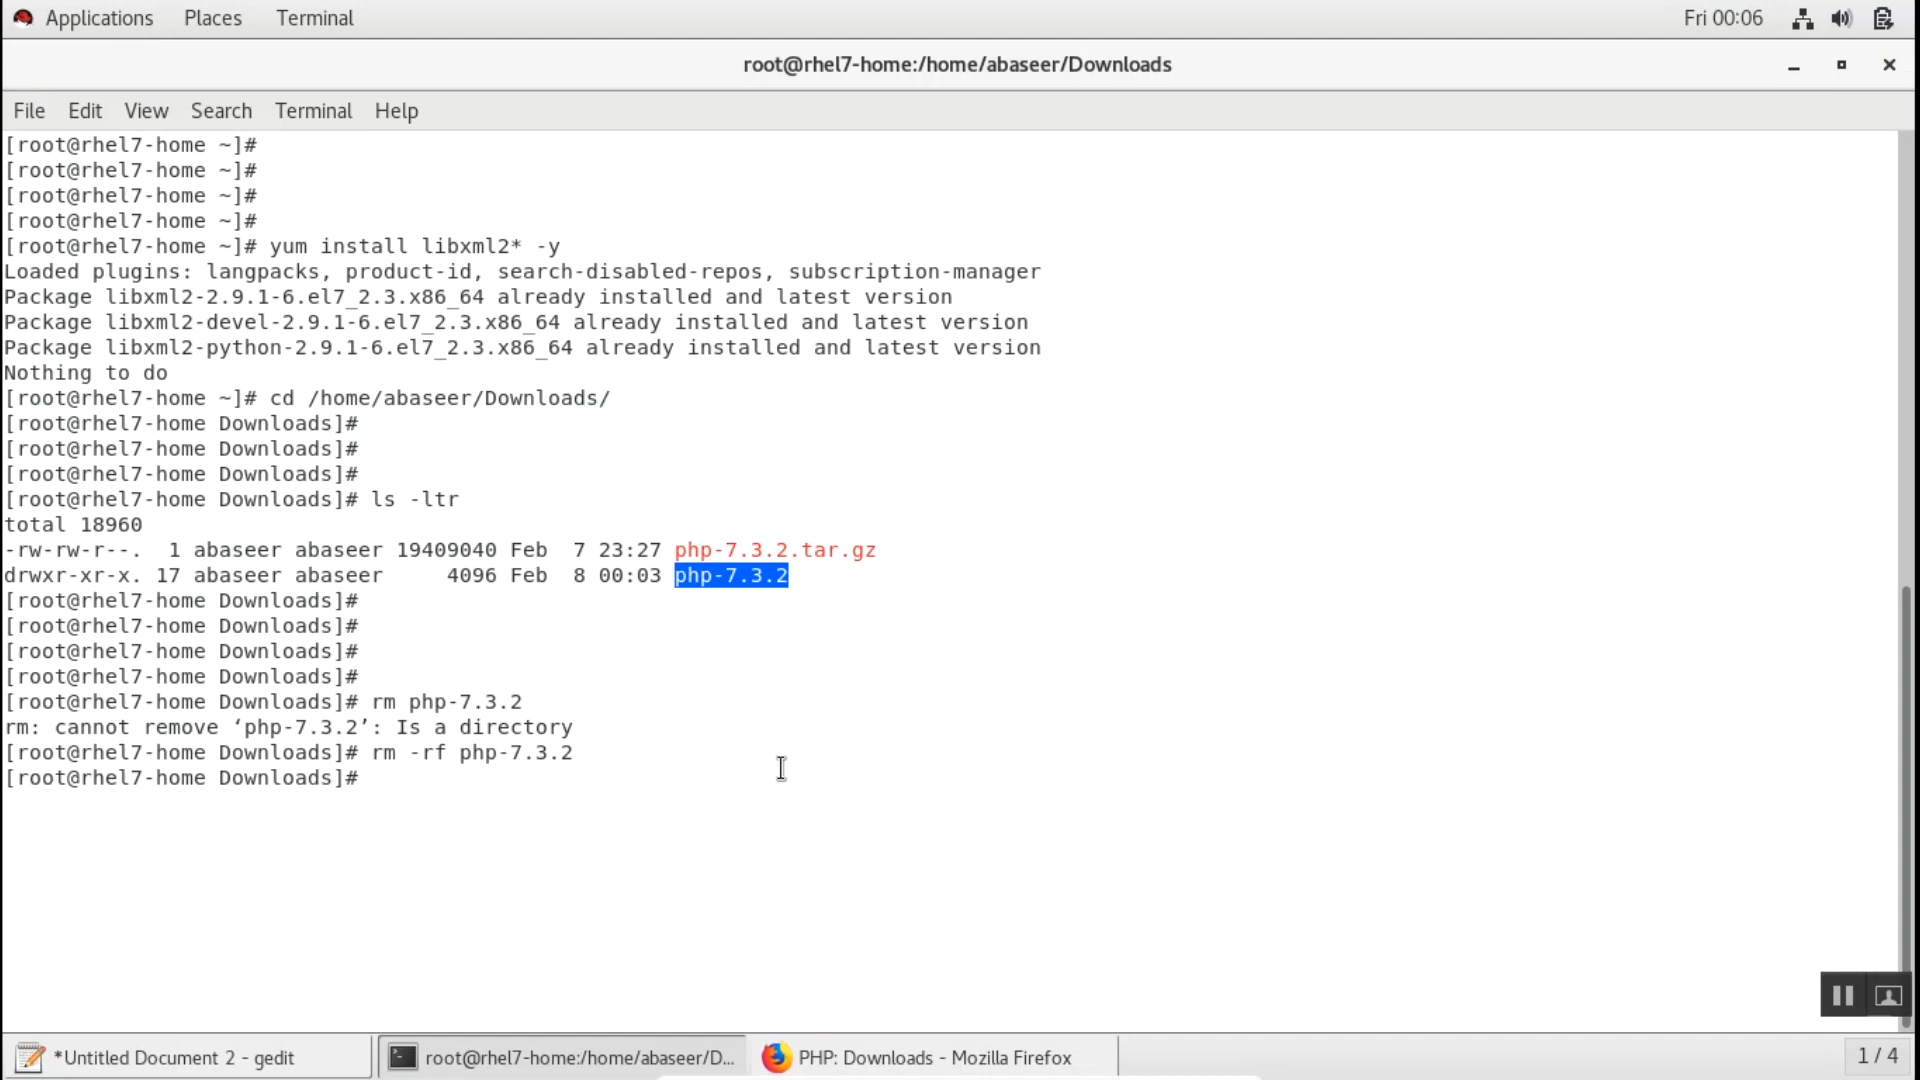 Applications Places Terminal Fri 00:06
root@rhel7-home:/home/abaseer/Downloads
File Edit View Search Terminal Help
[root@rhel7-home ~]#
[root@rhel7-home ~]#
[root@rhel7-home ~]#
[root@rhel7-home ~]#
[root@rhel7-home ~]# yum install libxml2* -y
Loaded plugins: langpacks, product-id, search-disabled-repos, subscription-manager
Package libxml2-2.9.1-6.el7_2.3.x86_64 already installed and latest version
Package libxml2-devel-2.9.1-6.el7_2.3.x86_64 already installed and latest version
Package libxml2-python-2.9.1-6.el7_2.3.x86_64 already installed and latest version
Nothing to do
[root@rhel7-home ~]# cd /home/abaseer/Downloads/
[root@rhel7-home Downloads]#
[root@rhel7-home Downloads]#
[root@rhel7-home Downloads]#
[root@rhel7-home Downloads]# ls -ltr
total 18960
-rw-rw-r--.  1 abaseer abaseer 19409040 Feb  7 23:27 php-7.3.2.tar.gz
drwxr-xr-x. 17 abaseer abaseer     4096 Feb  8 00:03 php-7.3.2
[root@rhel7-home Downloads]#
[root@rhel7-home Downloads]#
[root@rhel7-home Downloads]#
[root@rhel7-home Downloads]#
[root@rhel7-home Downloads]# rm php-7.3.2
rm: cannot remove ‘php-7.3.2’: Is a directory
[root@rhel7-home Downloads]# rm -rf php-7.3.2
[root@rhel7-home Downloads]#
*Untitled Document 2 - gedit root@rhel7-home:/home/abaseer/D... PHP: Downloads - Mozilla Firefox 1 / 4